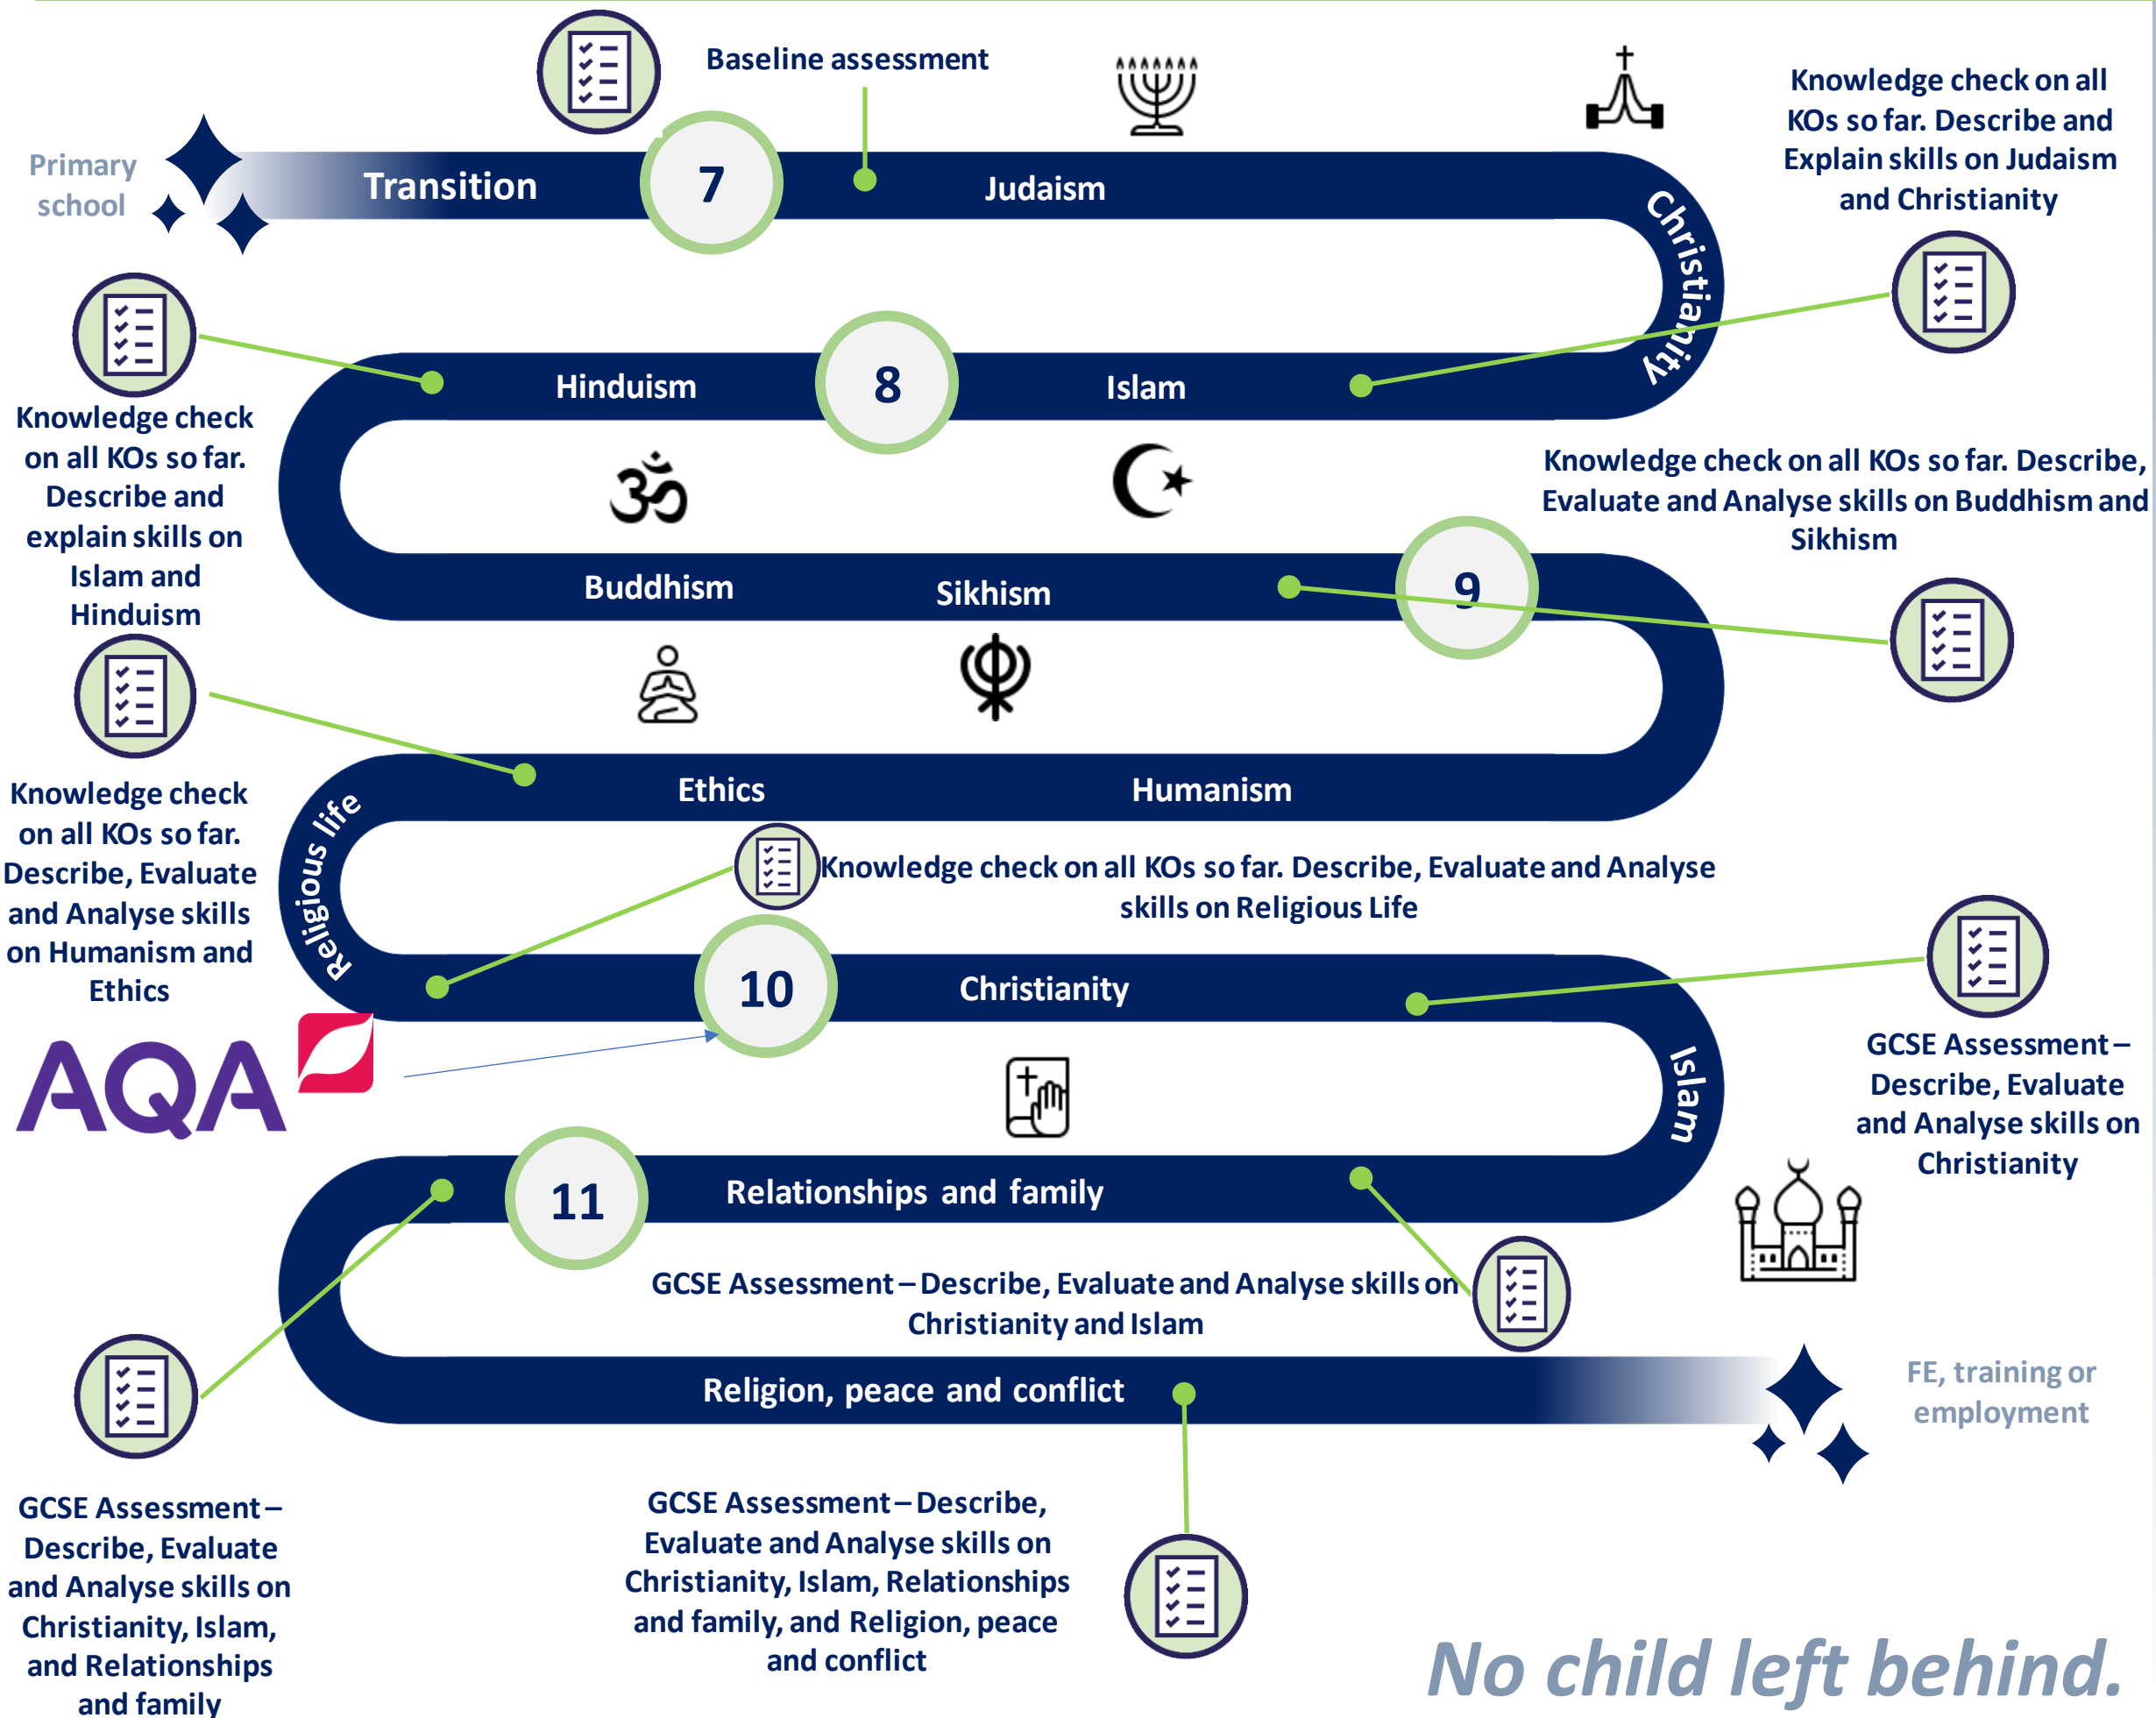 Baseline assessment
Primary
school
Transition
7
Judaism
Christianity
Knowledge check on all
KOs so far. Describe and
Explain skills on Judaism
and Christianity
Hinduism
8
Islam
Knowledge check
on all KOs so far.
Describe and
explain skills on
Islam and
Hinduism
Knowledge check on all KOs so far. Describe,
Evaluate and Analyse skills on Buddhism and
Sikhism
ॐ
Buddhism
Sikhism
9
Ethics
Humanism
Knowledge check
on all KOs so far.
Describe, Evaluate
and Analyse skills
on Humanism and
Ethics
Religious life
Knowledge check on all KOs so far. Describe, Evaluate and Analyse
skills on Religious Life
10
Christianity
Islam
AQA
GCSE Assessment –
Describe, Evaluate
and Analyse skills on
Christianity
11
Relationships and family
GCSE Assessment – Describe, Evaluate and Analyse skills on
Christianity and Islam
Religion, peace and conflict
FE, training or
employment
GCSE Assessment –
Describe, Evaluate
and Analyse skills on
Christianity, Islam,
and Relationships
and family
GCSE Assessment – Describe,
Evaluate and Analyse skills on
Christianity, Islam, Relationships
and family, and Religion, peace
and conflict
No child left behind.